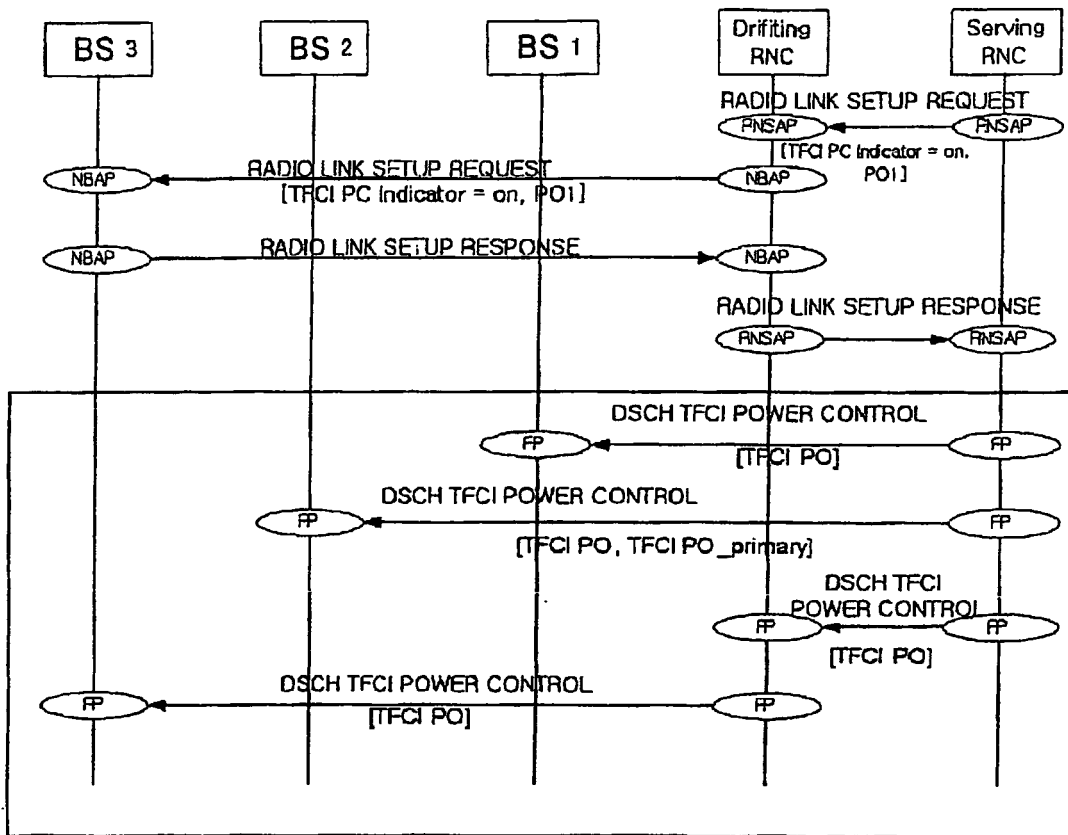 BS 3
BS 2
BS 1
Drifiting
RNC
Serving
RNC
RADIO LINK SETUP REQUEST
RNSAP
RNSAP
[TFCI PC Indicator = on,
PO1]
RADIO LINK SETUP REQUEST
NBAP
NBAP
[TFCI PC Indicator = on, PO1]
RADIO LINK SETUP RESPONSE
NBAP
NBAP
RADIO LINK SETUP RESPONSE
RNSAP
RNSAP
DSCH TFCI POWER CONTROL
FP
FP
[TFCI PO]
DSCH TFCI POWER CONTROL
FP
FP
[TFCI PO, TFCI PO_primary]
DSCH TFCI
POWER CONTROL
FP
FP
[TFCI PO]
DSCH TFCI POWER CONTROL
FP
FP
[TFCI PO]